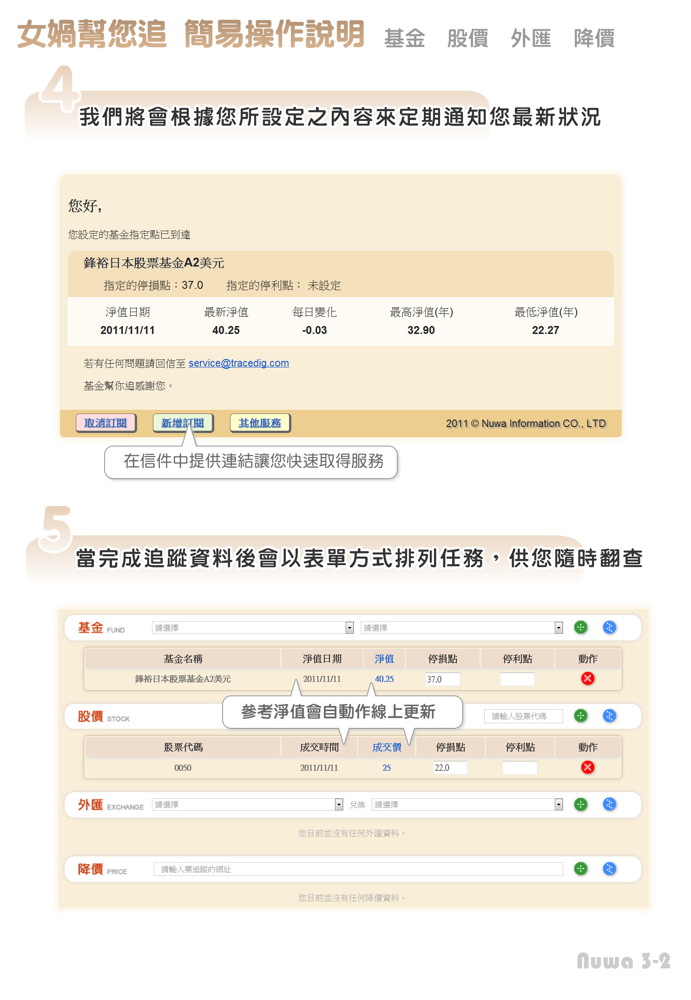 女媧幫您追 簡易操作說明 基金 股價 外匯 降價
4
我們將會根據您所設定之內容來定期通知您最新狀況
您好,
您設定的基金指定點已到達
鋒裕日本股票基金A2美元
指定的停損點：37.0 指定的停利點： 未設定
淨值日期 最新淨值 每日變化 最高淨值(年) 最低淨值(年)
2011/11/11 40.25 -0.03 32.90 22.27
若有任何問題請回信至 service@tracedig.com
基金幫你追感謝您。
取消訂閱 新增訂閱 其他服務 2011 © Nuwa Information CO., LTD
在信件中提供連結讓您快速取得服務
5
當完成追蹤資料後會以表單方式排列任務，供您隨時翻查
基金 FUND 請選擇 請選擇
基金名稱 淨值日期 淨值 停損點 停利點 動作
鋒裕日本股票基金A2美元 2011/11/11 40.25 37.0
參考淨值會自動作線上更新
股價 STOCK 請輸入股票代碼
股票代碼 成交時間 成交價 停損點 停利點 動作
0050 2011/11/11 25 22.0
外匯 EXCHANGE 請選擇 兌換 請選擇
您目前並沒有任何外匯資料。
降價 PRICE 請輸入需追蹤的網址
您目前並沒有任何降價資料。
Nuwa 3-2